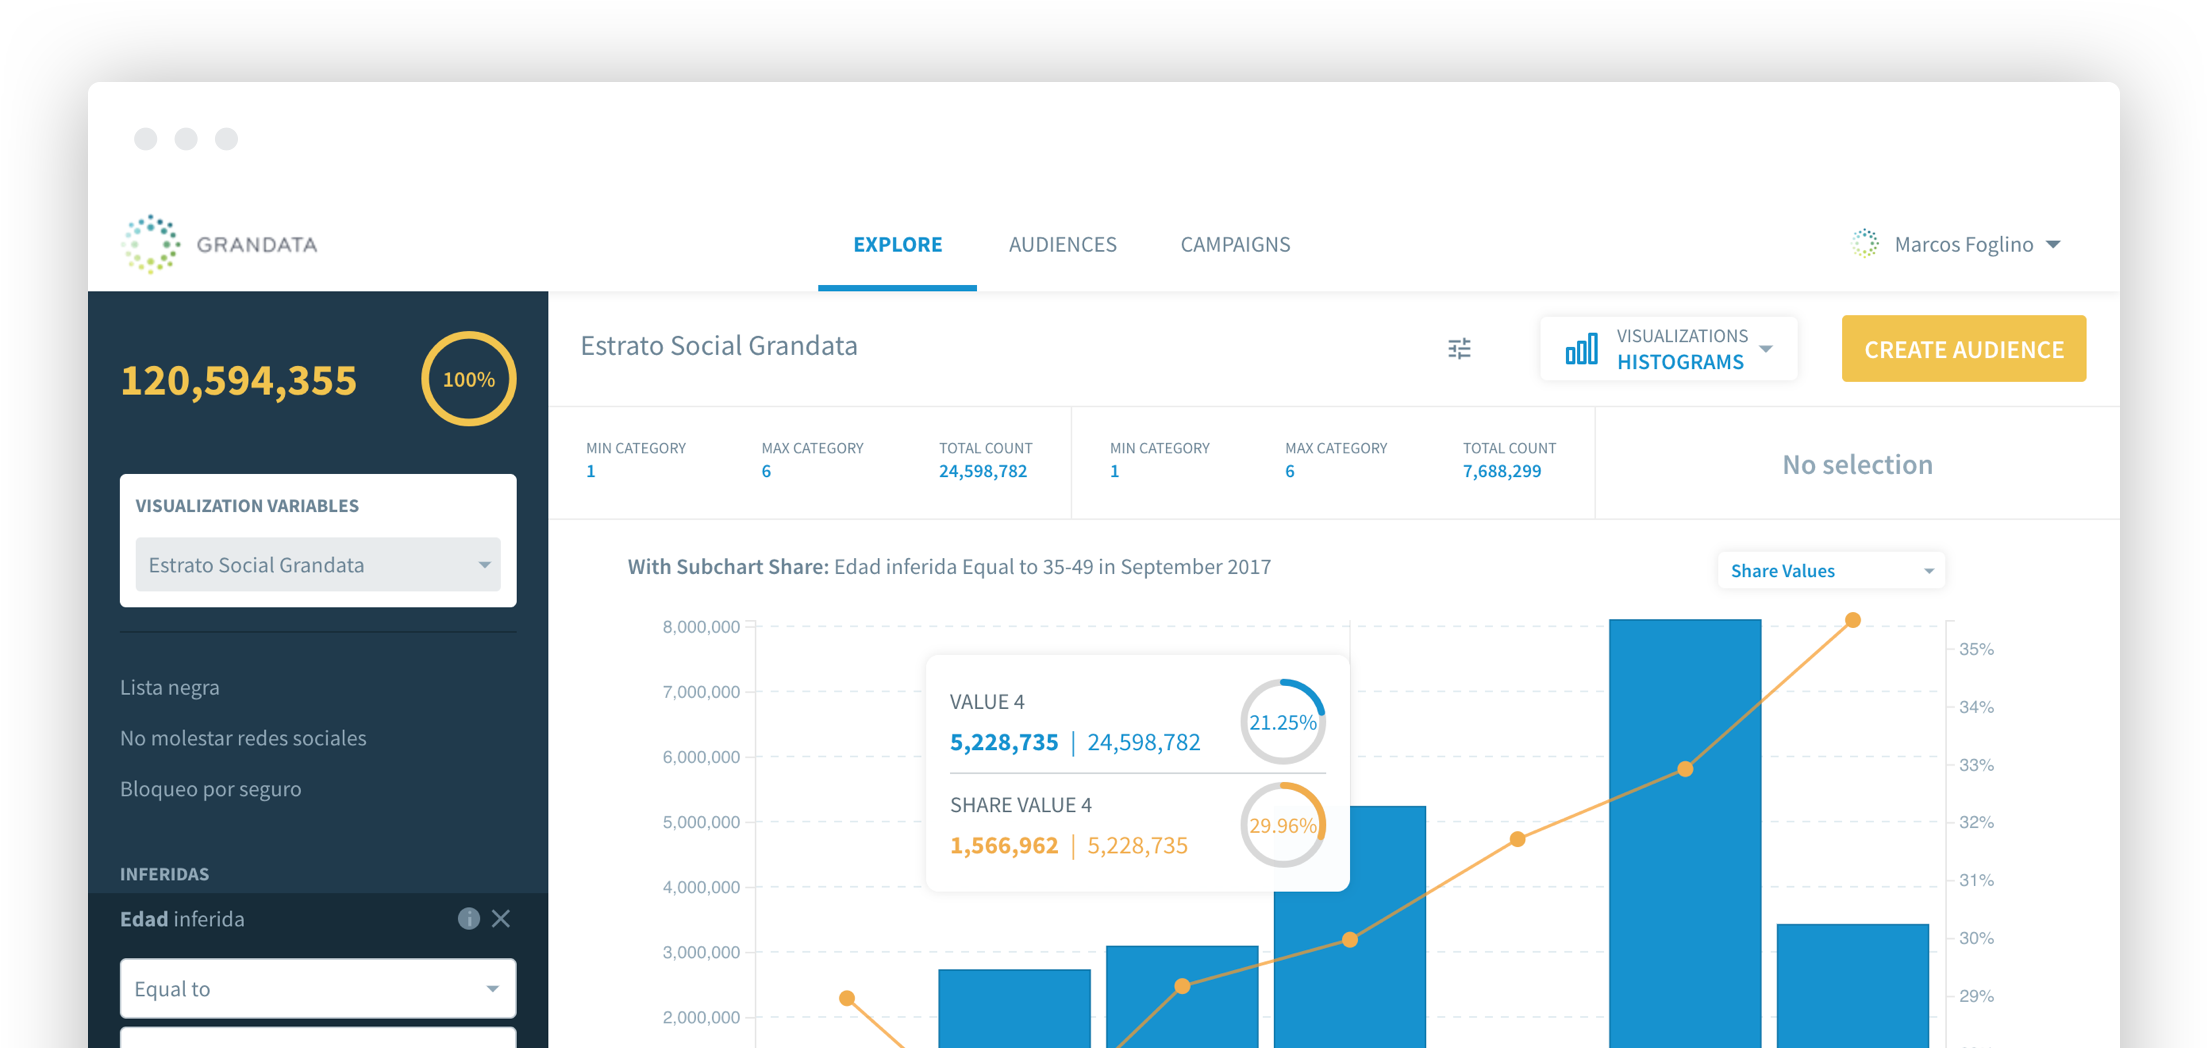 GRANDATA
EXPLORE
AUDIENCES
CAMPAIGNS
Marcos Foglino
120,594,355
100%
VISUALIZATION VARIABLES
Estrato Social Grandata
Lista negra
No molestar redes sociales
Bloqueo por seguro
INFERIDAS
Edad inferida
Equal to
Estrato Social Grandata
VISUALIZATIONS
HISTOGRAMS
CREATE AUDIENCE
MIN CATEGORY
1
MAX CATEGORY
6
TOTAL COUNT
24,598,782
MIN CATEGORY
1
MAX CATEGORY
6
TOTAL COUNT
7,688,299
No selection
With Subchart Share: Edad inferida Equal to 35-49 in September 2017
Share Values
8,000,000
7,000,000
6,000,000
5,000,000
4,000,000
3,000,000
2,000,000
VALUE 4
5,228,735 | 24,598,782
21.25%
SHARE VALUE 4
1,566,962 | 5,228,735
29.96%
35%
34%
33%
32%
31%
30%
29%